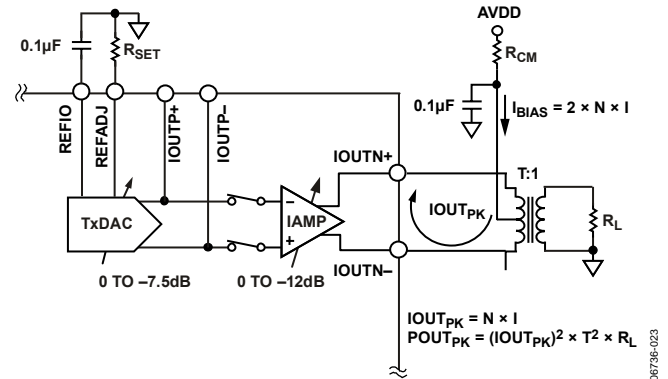 AVDD
0.1µF
RSET
RCM
0.1µF
IBIAS = 2 × N × I
REFIO
REFADJ
IOUTP+
IOUTP–
IOUTN+
T:1
TxDAC
–
IAMP
+
IOUTPK
RL
0 TO –7.5dB
0 TO –12dB
IOUTN–
IOUTPK = N × I
POUTPK = (IOUTPK)² × T² × RL
06736-023